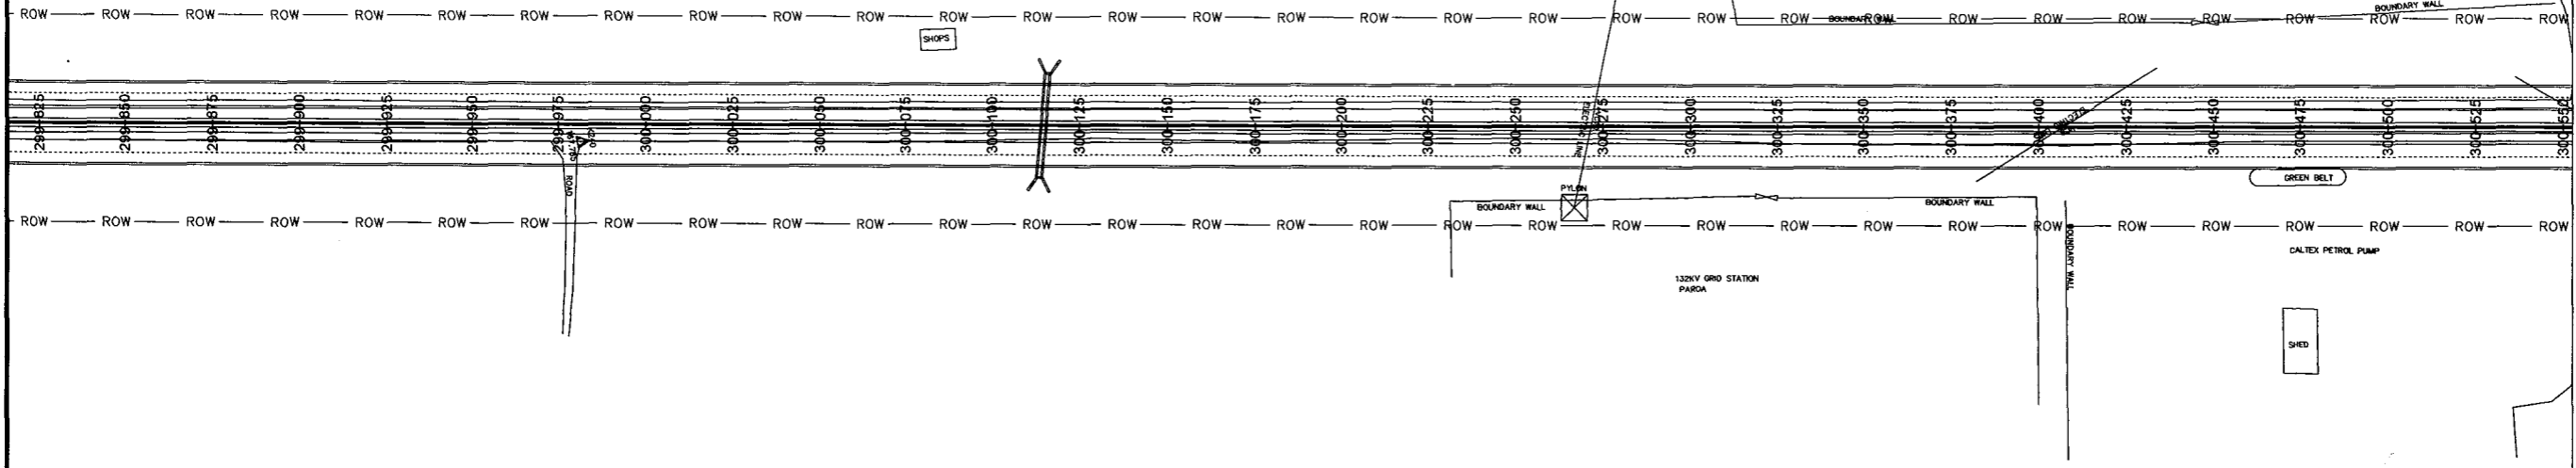 ROW ROW ROW ROW ROW ROW ROW ROW ROW ROW ROW ROW ROW ROW ROW ROW ROW ROW ROW ROW ROW ROW ROW ROW ROW ROW ROW ROW ROW ROW ROW
BOUNDARY WALL
SHOPS
299+825 299+850 299+875 299+900 299+925 299+950 299+975 300+000 300+025 300+050 300+075 300+100 300+125 300+150 300+175 300+200 300+225 300+250 300+275 300+300 300+325 300+350 300+375 300+400 300+425 300+450 300+475 300+500 300+525 300+550
ELECTRIC LINE
ROAD
GREEN BELT
PYLON
BOUNDARY WALL
BOUNDARY WALL
ROW ROW ROW ROW ROW ROW ROW ROW ROW ROW ROW ROW ROW ROW ROW ROW ROW ROW ROW ROW ROW ROW ROW ROW ROW ROW ROW ROW ROW ROW ROW
BOUNDARY WALL
CALTEX PETROL PUMP
132KV GRID STATION
PAROA
SHED